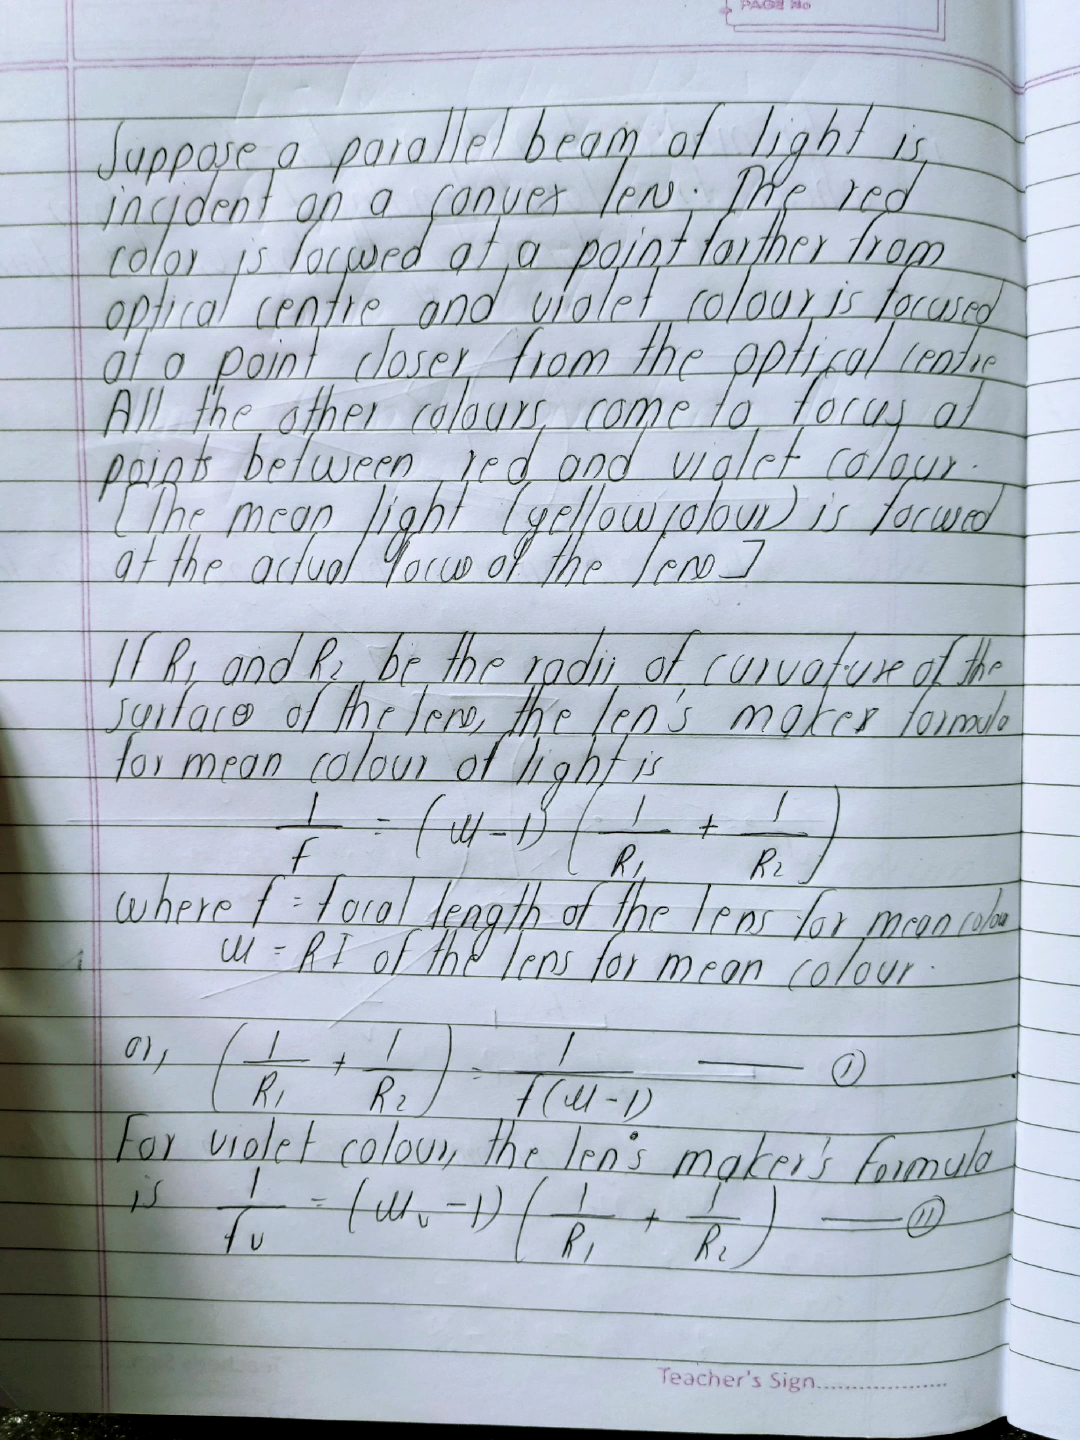 PAGE No
Suppose a parallel beam of light is
incident on a convex lens. The red
color is focused at a point farther from
optical centre and violet colour is focused
at a point closer from the optical centre
All the other colours come to focus at
points between red and violet colour.
[The mean light (yellow colour) is focused
at the actual focus of the lens]
If R₁ and R₂ be the radii of curvature of the
surfaces of the lens, the len's maker formula
for mean colour of light is
1/f = (μ-1) (1/R₁ + 1/R₂)
where f = focal length of the lens for mean colour
μ = RI of the lens for mean colour.
or, (1/R₁ + 1/R₂) = 1/f(μ-1) —— (i)
For violet colour, the len's maker's formula
is 1/fv = (μv -1) (1/R₁ + 1/R₂) —— (ii)
Teacher's Sign..................